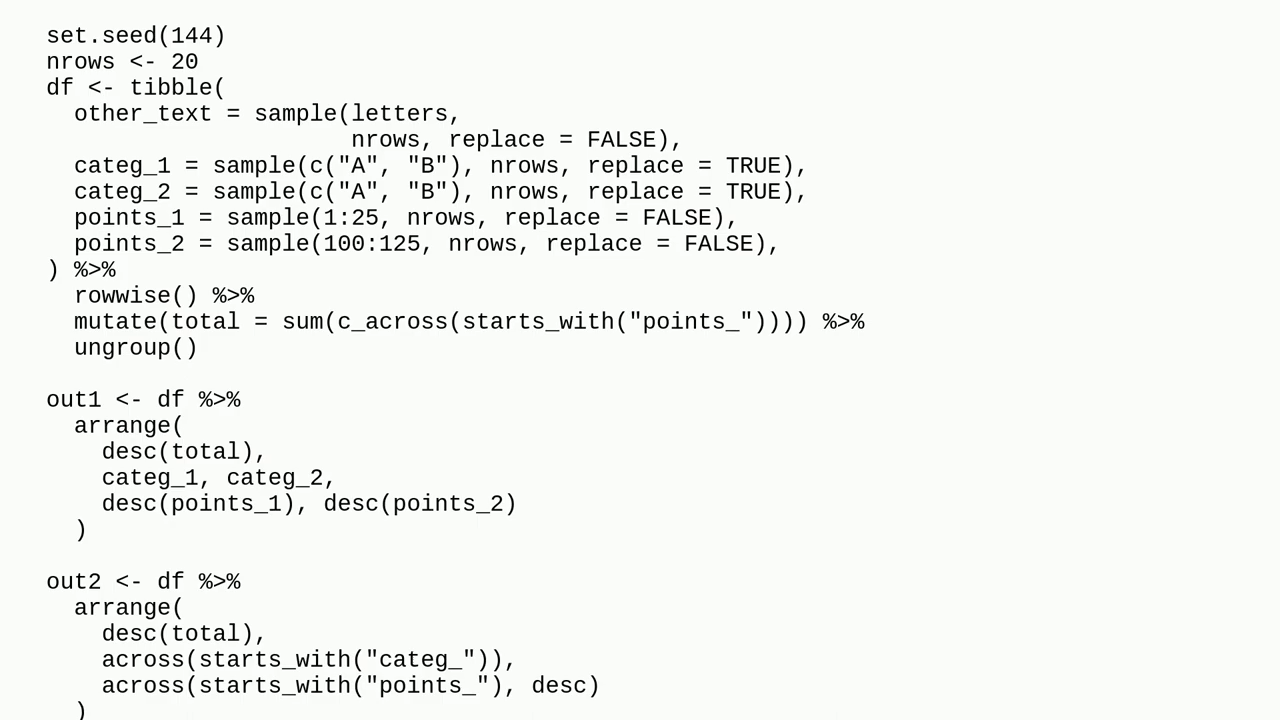 set.seed(144)
nrows <- 20
df <- tibble(
  other_text = sample(letters,
                      nrows, replace = FALSE),
  categ_1 = sample(c("A", "B"), nrows, replace = TRUE),
  categ_2 = sample(c("A", "B"), nrows, replace = TRUE),
  points_1 = sample(1:25, nrows, replace = FALSE),
  points_2 = sample(100:125, nrows, replace = FALSE),
) %>%
  rowwise() %>%
  mutate(total = sum(c_across(starts_with("points_")))) %>%
  ungroup()

out1 <- df %>%
  arrange(
    desc(total),
    categ_1, categ_2,
    desc(points_1), desc(points_2)
  )

out2 <- df %>%
  arrange(
    desc(total),
    across(starts_with("categ_")),
    across(starts_with("points_"), desc)
  )